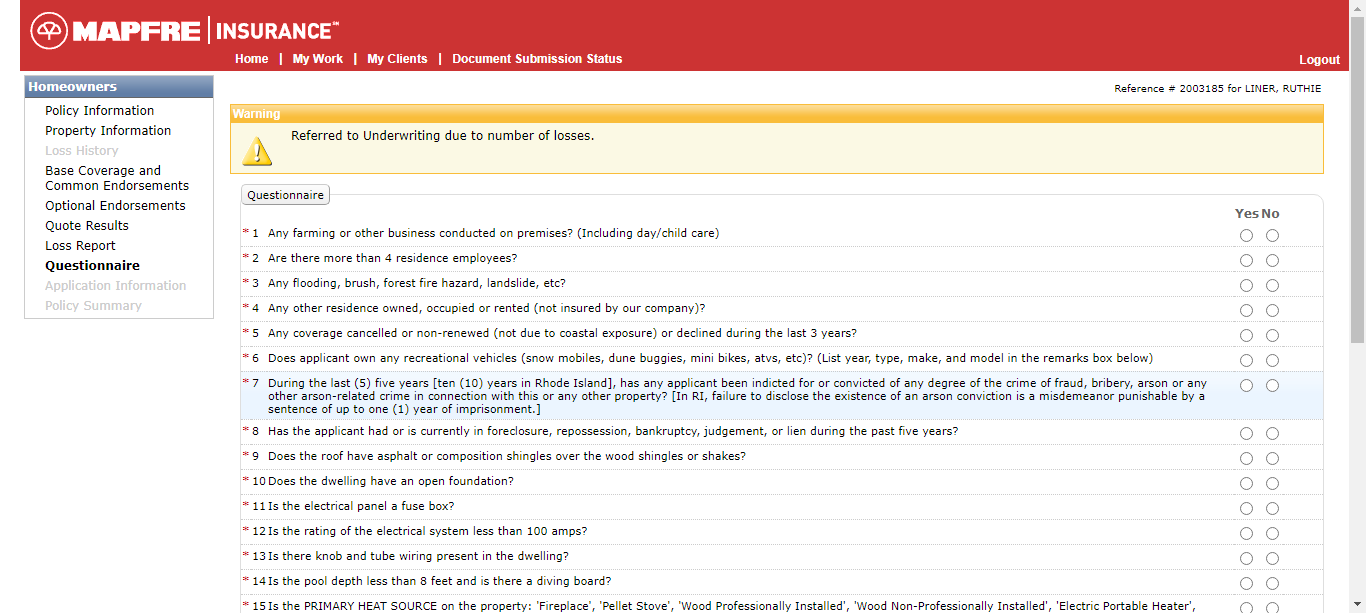 MAPFRE | INSURANCE℠
Home | My Work | My Clients | Document Submission Status
Logout
Homeowners
Policy Information
Property Information
Loss History
Base Coverage and
Common Endorsements
Optional Endorsements
Quote Results
Loss Report
Questionnaire
Application Information
Policy Summary
Reference # 2003185 for LINER, RUTHIE
Warning
Referred to Underwriting due to number of losses.
Questionnaire
Yes No
* 1 Any farming or other business conducted on premises? (Including day/child care)
* 2 Are there more than 4 residence employees?
* 3 Any flooding, brush, forest fire hazard, landslide, etc?
* 4 Any other residence owned, occupied or rented (not insured by our company)?
* 5 Any coverage cancelled or non-renewed (not due to coastal exposure) or declined during the last 3 years?
* 6 Does applicant own any recreational vehicles (snow mobiles, dune buggies, mini bikes, atvs, etc)? (List year, type, make, and model in the remarks box below)
* 7 During the last (5) five years [ten (10) years in Rhode Island], has any applicant been indicted for or convicted of any degree of the crime of fraud, bribery, arson or any
other arson-related crime in connection with this or any other property? [In RI, failure to disclose the existence of an arson conviction is a misdemeanor punishable by a
sentence of up to one (1) year of imprisonment.]
* 8 Has the applicant had or is currently in foreclosure, repossession, bankruptcy, judgement, or lien during the past five years?
* 9 Does the roof have asphalt or composition shingles over the wood shingles or shakes?
* 10 Does the dwelling have an open foundation?
* 11 Is the electrical panel a fuse box?
* 12 Is the rating of the electrical system less than 100 amps?
* 13 Is there knob and tube wiring present in the dwelling?
* 14 Is the pool depth less than 8 feet and is there a diving board?
* 15 Is the PRIMARY HEAT SOURCE on the property: 'Fireplace', 'Pellet Stove', 'Wood Professionally Installed', 'Wood Non-Professionally Installed', 'Electric Portable Heater',